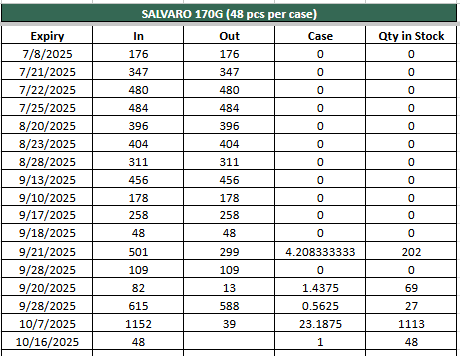 SALVARO 170G (48 pcs per case)
Expiry In Out Case Qty in Stock
7/8/2025 176 176 0 0
7/21/2025 347 347 0 0
7/22/2025 480 480 0 0
7/25/2025 484 484 0 0
8/20/2025 396 396 0 0
8/23/2025 404 404 0 0
8/28/2025 311 311 0 0
9/13/2025 456 456 0 0
9/10/2025 178 178 0 0
9/17/2025 258 258 0 0
9/18/2025 48 48 0 0
9/21/2025 501 299 4.208333333 202
9/28/2025 109 109 0 0
9/20/2025 82 13 1.4375 69
9/28/2025 615 588 0.5625 27
10/7/2025 1152 39 23.1875 1113
10/16/2025 48 1 48